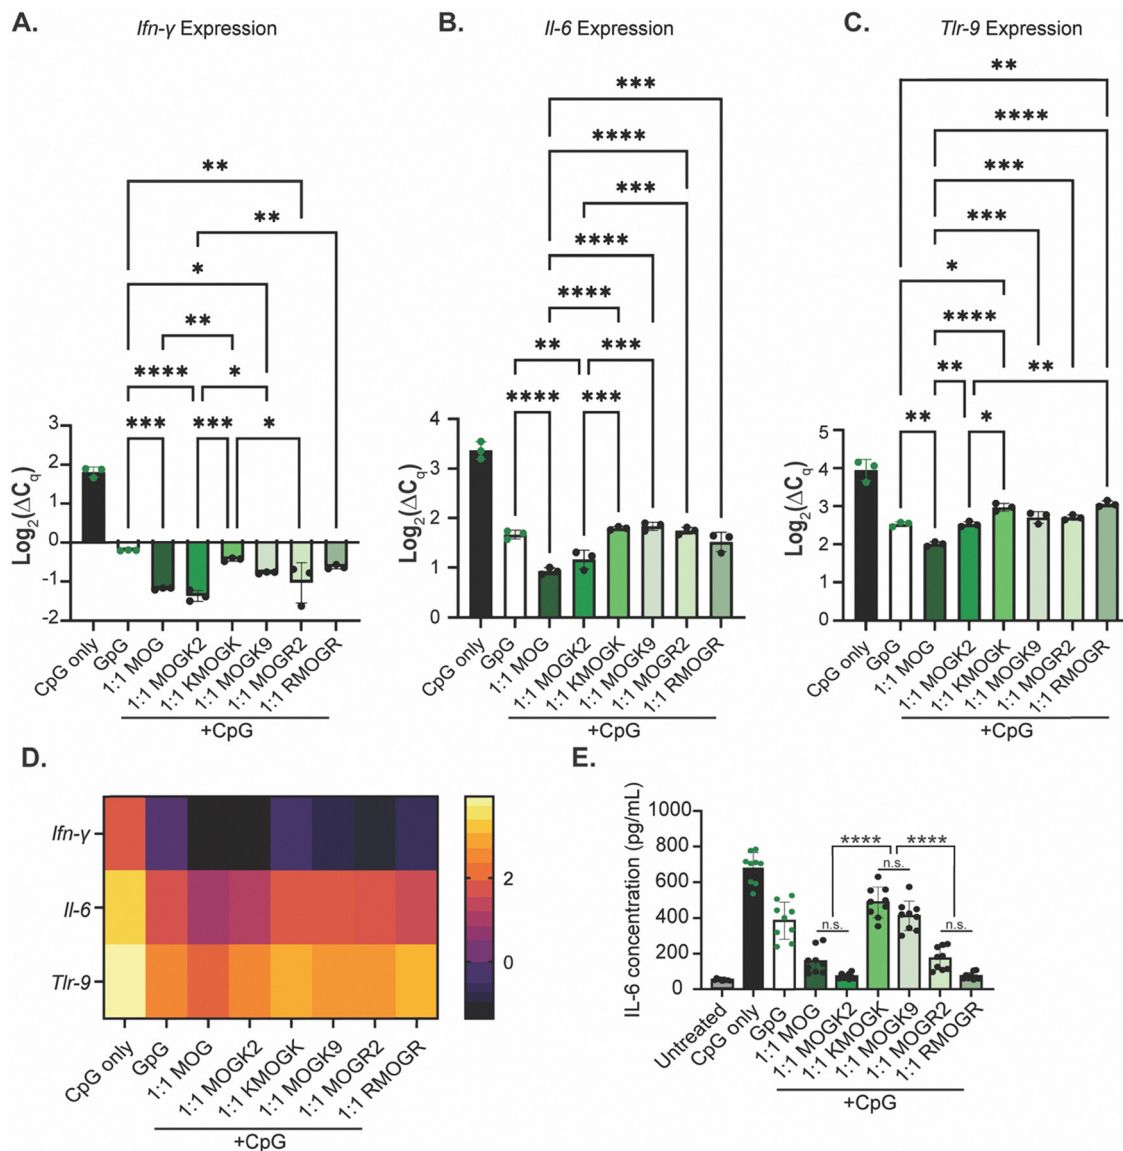 A.
Ifn-γ Expression
**
**
*
**
****
*
***
***
*
Log2(ΔCq)
3
2
1
0
-1
-2
CpG only
GpG
1:1 MOG
1:1 MOGK2
1:1 KMOGK
1:1 MOGK9
1:1 MOGR2
1:1 RMOGR
+CpG
B.
Il-6 Expression
***
****
***
****
****
**
***
****
***
Log2(ΔCq)
4
3
2
1
0
CpG only
GpG
1:1 MOG
1:1 MOGK2
1:1 KMOGK
1:1 MOGK9
1:1 MOGR2
1:1 RMOGR
+CpG
C.
Tlr-9 Expression
**
****
***
***
*
****
**
**
**
*
Log2(ΔCq)
5
4
3
2
1
0
CpG only
GpG
1:1 MOG
1:1 MOGK2
1:1 KMOGK
1:1 MOGK9
1:1 MOGR2
1:1 RMOGR
+CpG
D.
Ifn-γ
Il-6
Tlr-9
2
0
CpG only
GpG
1:1 MOG
1:1 MOGK2
1:1 KMOGK
1:1 MOGK9
1:1 MOGR2
1:1 RMOGR
+CpG
E.
IL-6 concentration (pg/mL)
1000
800
600
400
200
0
****
****
n.s.
n.s.
n.s.
Untreated
CpG only
GpG
1:1 MOG
1:1 MOGK2
1:1 KMOGK
1:1 MOGK9
1:1 MOGR2
1:1 RMOGR
+CpG